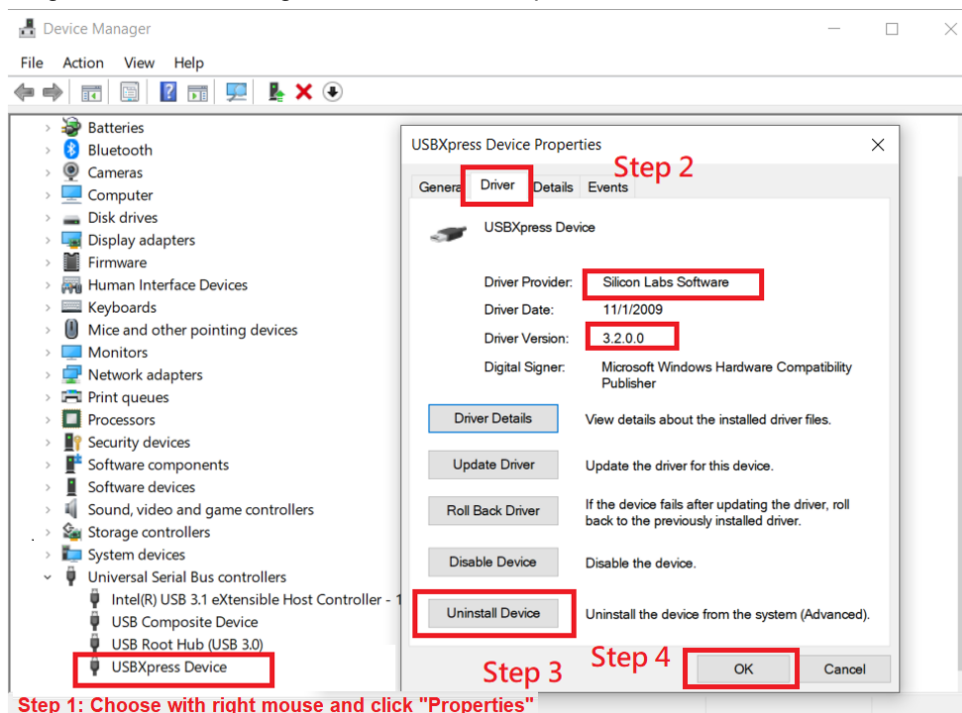 Device Manager
File Action View Help
Batteries
Bluetooth
Cameras
Computer
Disk drives
Display adapters
Firmware
Human Interface Devices
Keyboards
Mice and other pointing devices
Monitors
Network adapters
Print queues
Processors
Security devices
Software components
Software devices
Sound, video and game controllers
Storage controllers
System devices
Universal Serial Bus controllers
Intel(R) USB 3.1 eXtensible Host Controller - 1
USB Composite Device
USB Root Hub (USB 3.0)
USBXpress Device
Step 1: Choose with right mouse and click "Properties"
USBXpress Device Properties
Step 2
General Driver Details Events
USBXpress Device
Driver Provider: Silicon Labs Software
Driver Date: 11/1/2009
Driver Version: 3.2.0.0
Digital Signer: Microsoft Windows Hardware Compatibility
Publisher
Driver Details View details about the installed driver files.
Update Driver Update the driver for this device.
Roll Back Driver If the device fails after updating the driver, roll
back to the previously installed driver.
Disable Device Disable the device.
Uninstall Device Uninstall the device from the system (Advanced).
Step 3 Step 4 OK Cancel